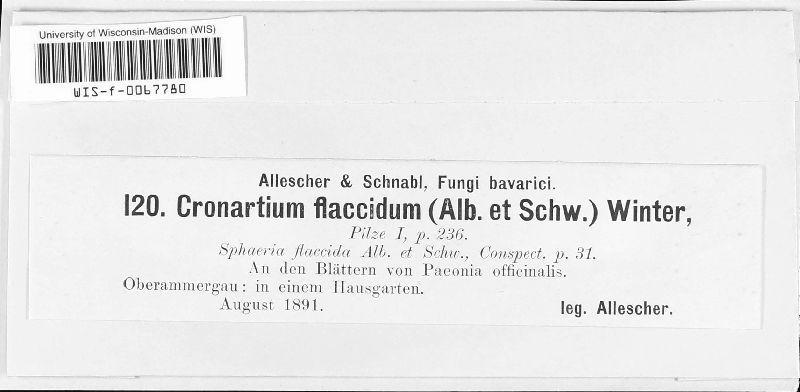 University of Wisconsin-Madison (WIS)
WIS-f-0067780
Allescher & Schnabl, Fungi bavarici.
120. Cronartium flaccidum (Alb. et Schw.) Winter,
Pilze I, p. 236.
Sphaeria flaccida Alb. et Schw., Conspect. p. 31.
An den Blättern von Paeonia officinalis.
Oberammergau: in einem Hausgarten.
August 1891.
leg. Allescher.